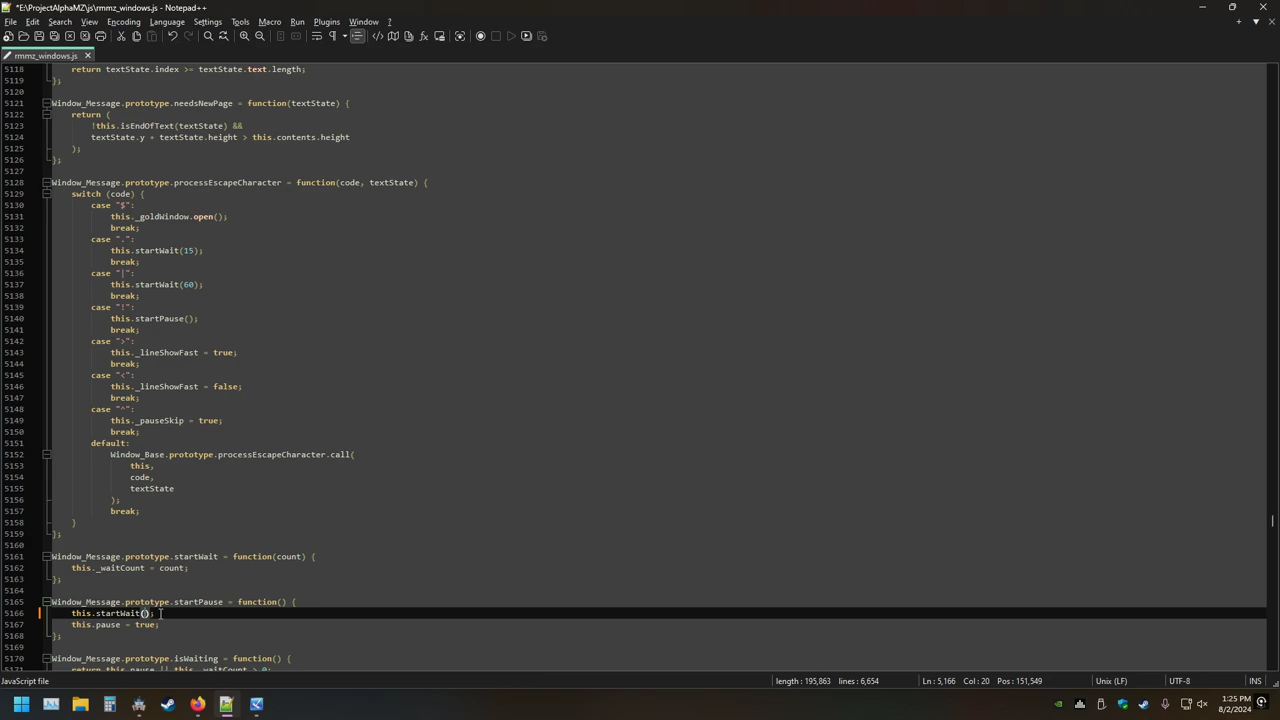 *E:\ProjectAlphaMZ\js\rmmz_windows.js - Notepad++
File Edit Search View Encoding Language Settings Tools Macro Run Plugins Window ?
rmmz_windows.js
5118 return textState.index >= textState.text.length;
5119 };
5120
5121 Window_Message.prototype.needsNewPage = function(textState) {
5122 return (
5123 !this.isEndOfText(textState) &&
5124 textState.y + textState.height > this.contents.height
5125 );
5126 };
5127
5128 Window_Message.prototype.processEscapeCharacter = function(code, textState) {
5129 switch (code) {
5130 case "$":
5131 this._goldWindow.open();
5132 break;
5133 case ".":
5134 this.startWait(15);
5135 break;
5136 case "|":
5137 this.startWait(60);
5138 break;
5139 case "!":
5140 this.startPause();
5141 break;
5142 case ">":
5143 this._lineShowFast = true;
5144 break;
5145 case "<":
5146 this._lineShowFast = false;
5147 break;
5148 case "^":
5149 this._pauseSkip = true;
5150 break;
5151 default:
5152 Window_Base.prototype.processEscapeCharacter.call(
5153 this,
5154 code,
5155 textState
5156 );
5157 break;
5158 }
5159 };
5160
5161 Window_Message.prototype.startWait = function(count) {
5162 this._waitCount = count;
5163 };
5164
5165 Window_Message.prototype.startPause = function() {
5166 this.startWait();
5167 this.pause = true;
5168 };
5169
5170 Window_Message.prototype.isWaiting = function() {
5171 return this.pause || this._waitCount > 0;
JavaScript file length : 195,863 lines : 6,654 Ln : 5,166 Col : 20 Pos : 151,549 Unix (LF) UTF-8 INS
1:25 PM
8/2/2024